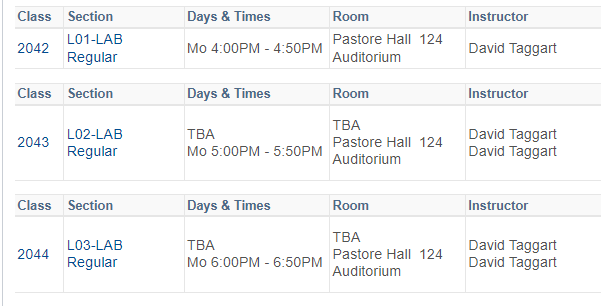 Class Section Days & Times Room Instructor
2042 L01-LAB Regular Mo 4:00PM - 4:50PM Pastore Hall 124 Auditorium David Taggart
Class Section Days & Times Room Instructor
2043 L02-LAB Regular TBA Mo 5:00PM - 5:50PM TBA Pastore Hall 124 Auditorium David Taggart David Taggart
Class Section Days & Times Room Instructor
2044 L03-LAB Regular TBA Mo 6:00PM - 6:50PM TBA Pastore Hall 124 Auditorium David Taggart David Taggart